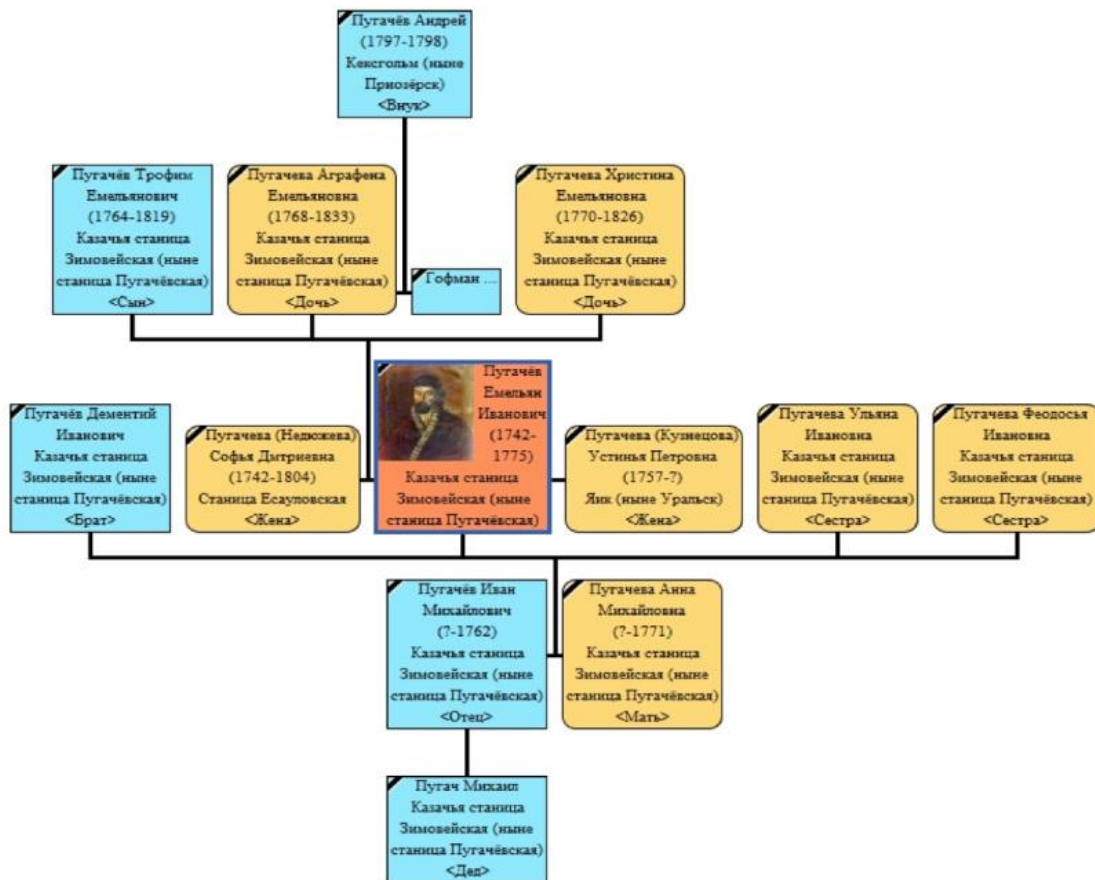 Пугачёв Андрей
(1797-1798)
Кексгольм (ныне
Приозёрск)
<Внук>
Пугачёв Трофим
Емельянович
(1764-1819)
Казачья станица
Зимовейская (ныне
станица Пугачёвская)
<Сын>
Пугачева Аграфена
Емельяновна
(1768-1833)
Казачья станица
Зимовейская (ныне
станица Пугачёвская)
<Дочь>
Гофман ...
Пугачева Христина
Емельяновна
(1770-1826)
Казачья станица
Зимовейская (ныне
станица Пугачёвская)
<Дочь>
Пугачёв Дементий
Иванович
Казачья станица
Зимовейская (ныне
станица Пугачёвская)
<Брат>
Пугачева (Недюжева)
Софья Дмтриевна
(1742-1804)
Станица Есауловская
<Жена>
Пугачёв
Емельян
Иванович
(1742-
1775)
Казачья станица
Зимовейская (ныне
станица Пугачёвская)
Пугачева (Кузнецова)
Устинья Петровна
(1757-?)
Яик (ныне Уральск)
<Жена>
Пугачева Ульяна
Ивановна
Казачья станица
Зимовейская (ныне
станица Пугачёвская)
<Сестра>
Пугачева Феодосья
Ивановна
Казачья станица
Зимовейская (ныне
станица Пугачёвская)
<Сестра>
Пугачёв Иван
Михайлович
(?-1762)
Казачья станица
Зимовейская (ныне
станица Пугачёвская)
<Отец>
Пугачева Анна
Михайловна
(?-1771)
Казачья станица
Зимовейская (ныне
станица Пугачёвская)
<Мать>
Пугач Михаил
Казачья станица
Зимовейская (ныне
станица Пугачёвская)
<Дед>